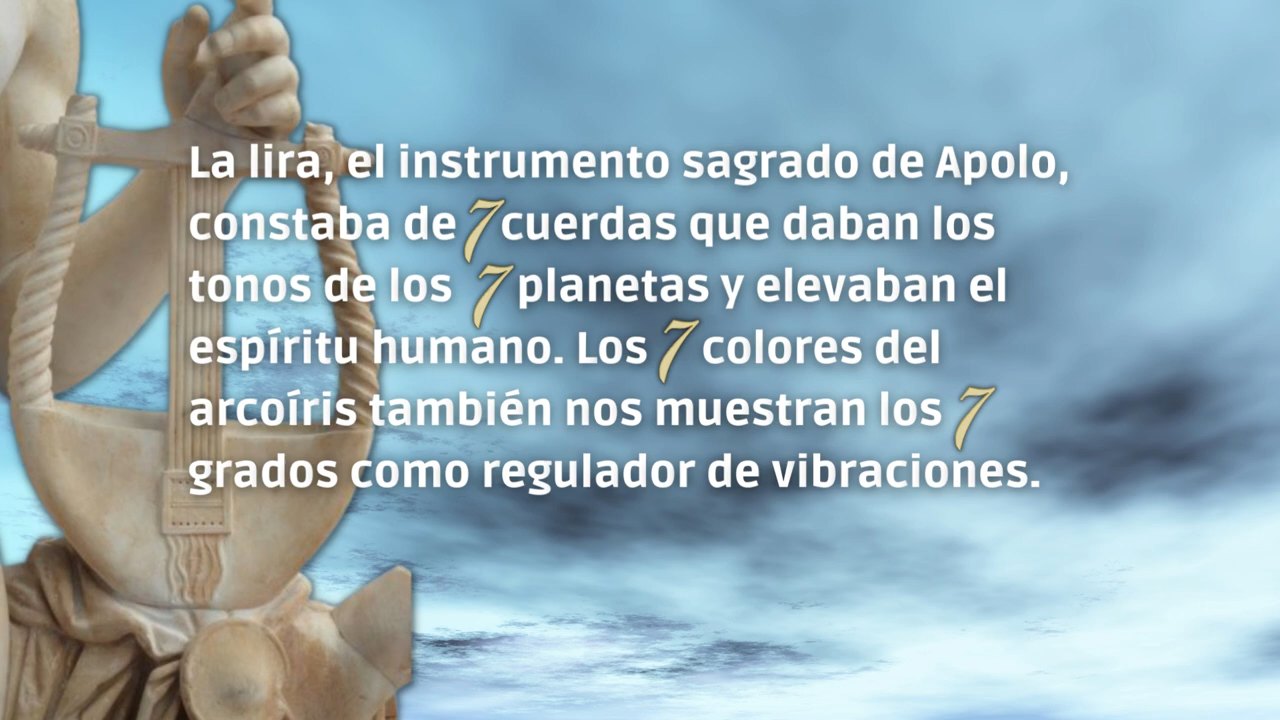 La lira, el instrumento sagrado de Apolo,
constaba de 7 cuerdas que daban los
tonos de los 7 planetas y elevaban el
espíritu humano. Los 7 colores del
arcoíris también nos muestran los 7
grados como regulador de vibraciones.